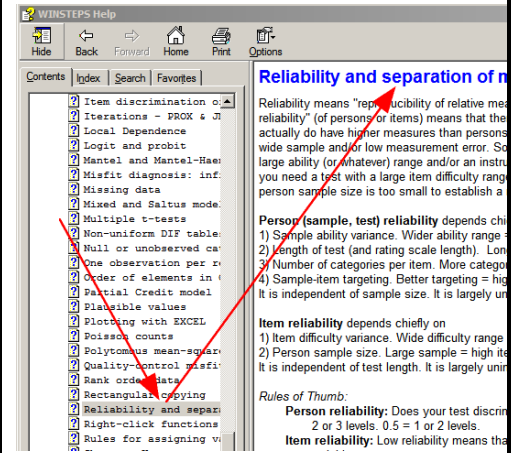 WINSTEPS Help
Hide Back Forward Home Print Options
Contents Index Search Favorites
Item discrimination o
Iterations - PROX & J
Local Dependence
Logit and probit
Mantel and Mantel-Haen
Misfit diagnosis: inf
Missing data
Mixed and Saltus mode
Multiple t-tests
Non-uniform DIF table
Null or unobserved ca
One observation per r
Order of elements in
Partial Credit model
Plausible values
Plotting with EXCEL
Poisson counts
Polytomous mean-square
Quality-control misfi
Rank order data
Rectangular copying
Reliability and separa
Right-click functions
Rules for assigning va
Reliability and separation of m
Reliability means "reproducibility of relative mea
reliability" (of persons or items) means that the
actually do have higher measures than persons
wide sample and/or low measurement error. So
large ability (or whatever) range and/or an instru
you need a test with a large item difficulty range
person sample size is too small to establish a
Person (sample, test) reliability depends chi
1) Sample ability variance. Wider ability range =
2) Length of test (and rating scale length). Lon
3) Number of categories per item. More categor
4) Sample-item targeting. Better targeting = hig
It is independent of sample size. It is largely un
Item reliability depends chiefly on
1) Item difficulty variance. Wide difficulty range
2) Person sample size. Large sample = high ite
It is independent of test length. It is largely unin
Rules of Thumb:
Person reliability: Does your test discrin
2 or 3 levels. 0.5 = 1 or 2 levels.
Item reliability: Low reliability means tha